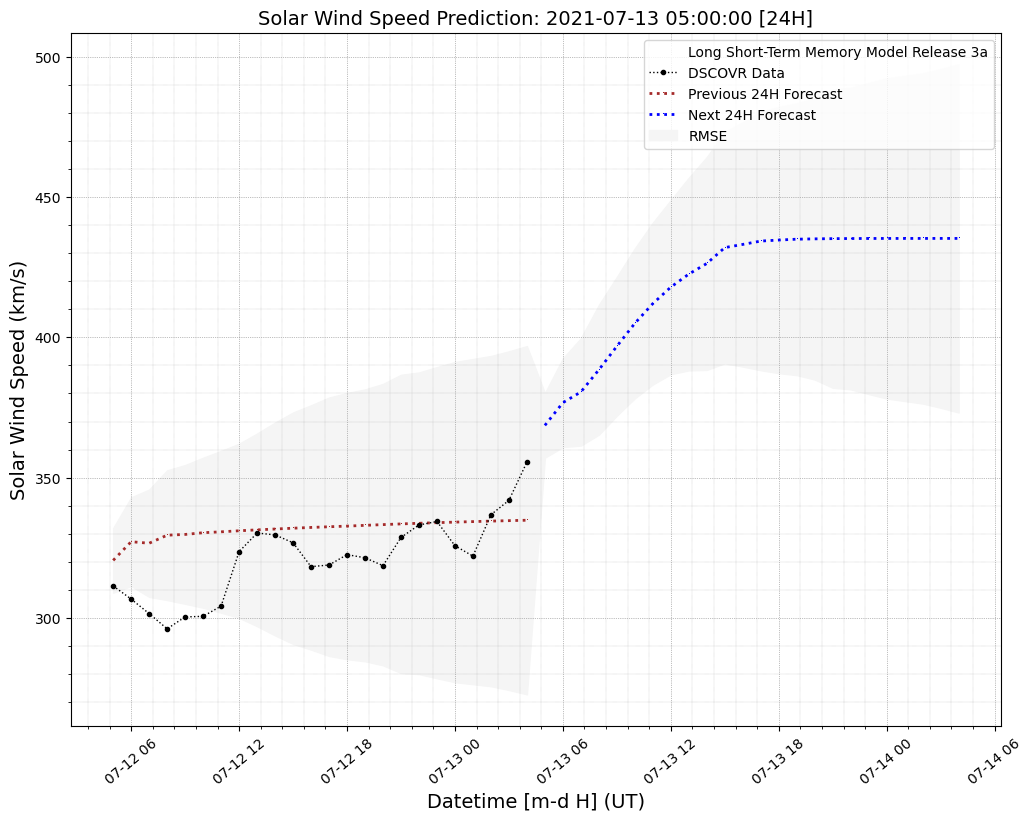 Solar Wind Speed Prediction: 2021-07-13 05:00:00 [24H]
Long Short-Term Memory Model Release 3a
DSCOVR Data
Previous 24H Forecast
Next 24H Forecast
RMSE
Solar Wind Speed (km/s)
500
450
400
350
300
07-12 06
07-12 12
07-12 18
07-13 00
07-13 06
07-13 12
07-13 18
07-14 00
07-14 06
Datetime [m-d H] (UT)